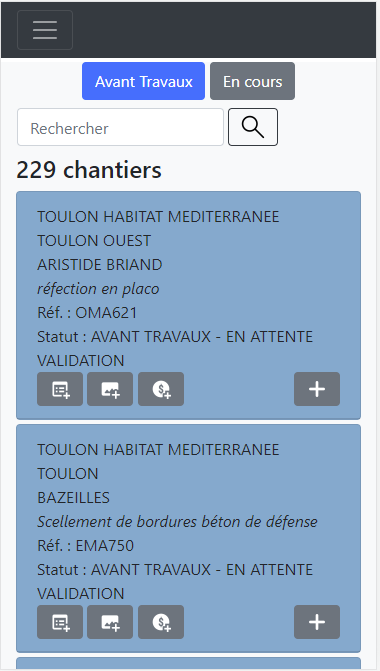 Avant Travaux
En cours
Rechercher
229 chantiers
TOULON HABITAT MEDITERRANEE
TOULON OUEST
ARISTIDE BRIAND
réfection en placo
Réf. : OMA621
Statut : AVANT TRAVAUX - EN ATTENTE
VALIDATION
TOULON HABITAT MEDITERRANEE
TOULON
BAZEILLES
Scellement de bordures béton de défense
Réf. : EMA750
Statut : AVANT TRAVAUX - EN ATTENTE
VALIDATION